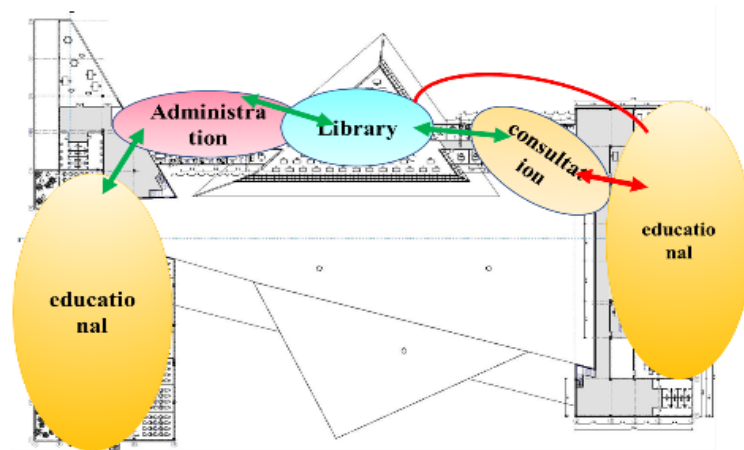 Administra
tion
Library
consultat
ion
educatio
nal
educatio
nal